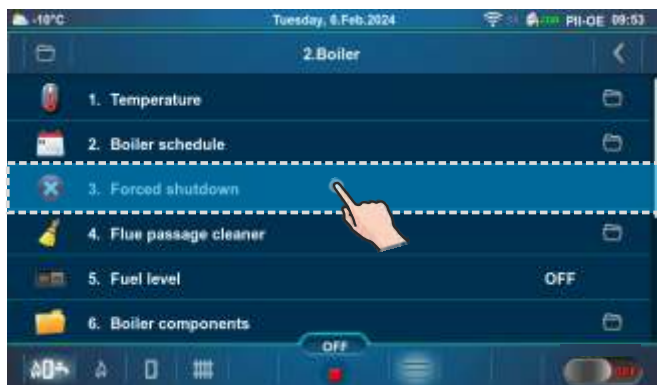 -10°C Tuesday, 6.Feb.2024 PII-OE 09:53
2.Boiler
1. Temperature
2. Boiler schedule
3. Forced shutdown
4. Flue passage cleaner
5. Fuel level OFF
6. Boiler components
OFF
OFF